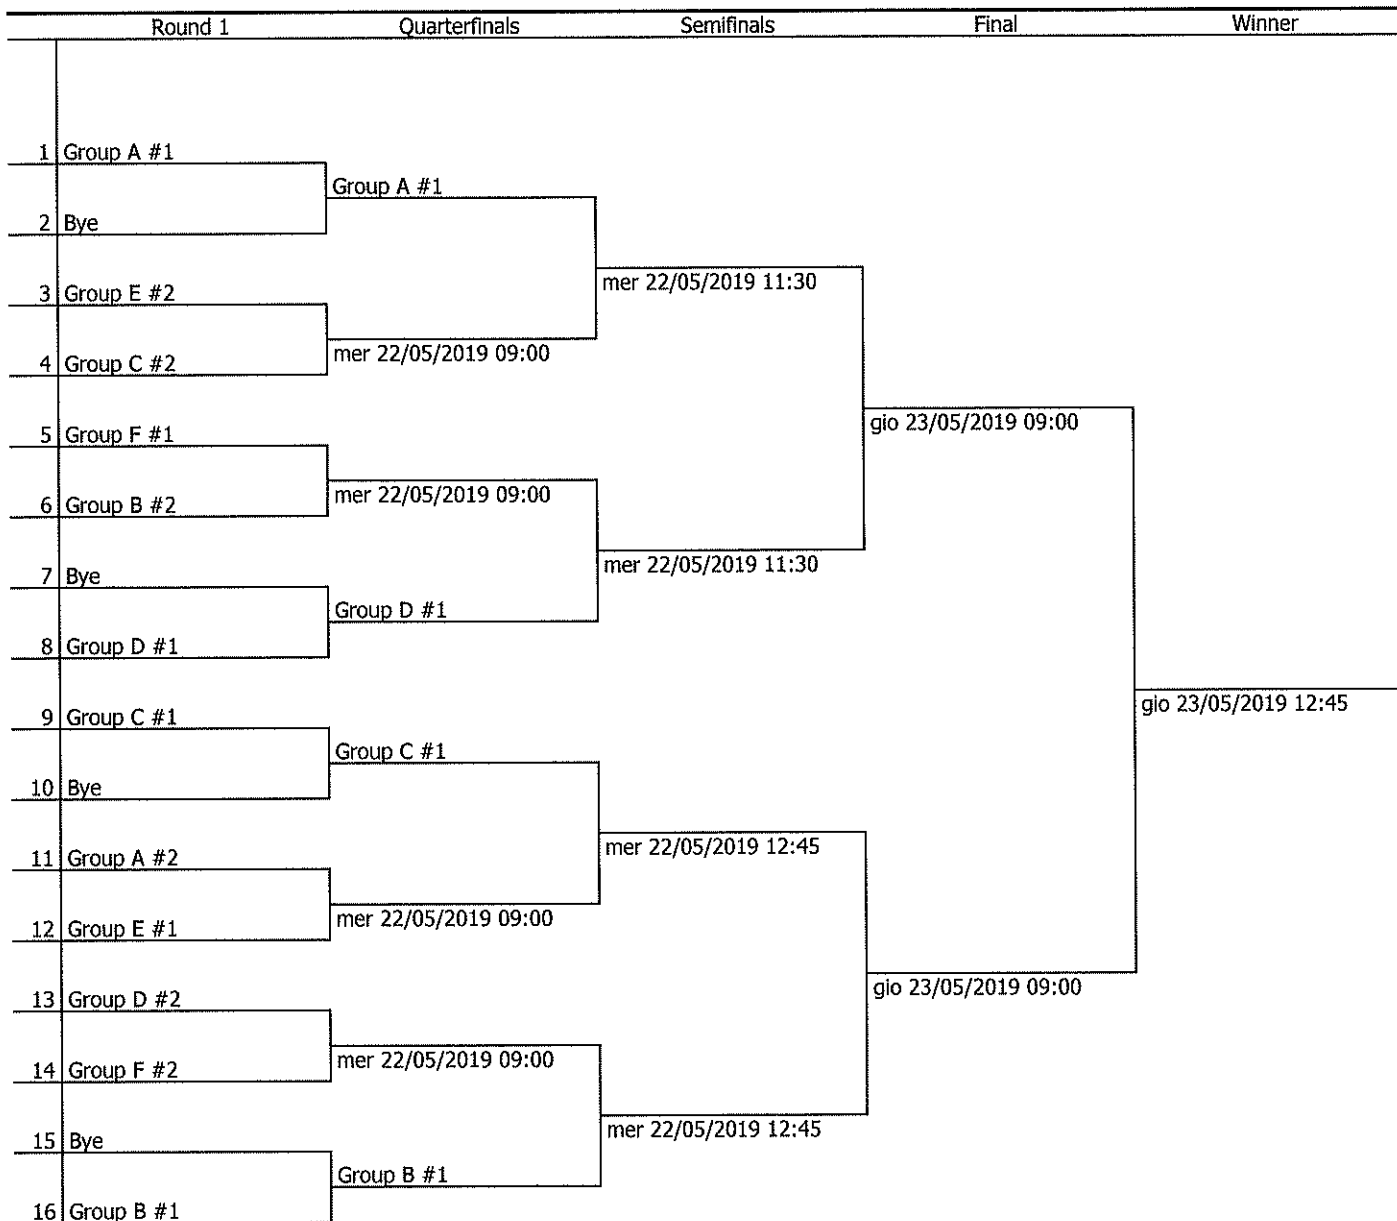 Round 1 Quarterfinals Semifinals Final Winner
1 Group A #1
Group A #1
2 Bye
mer 22/05/2019 11:30
3 Group E #2
mer 22/05/2019 09:00
4 Group C #2
gio 23/05/2019 09:00
5 Group F #1
mer 22/05/2019 09:00
6 Group B #2
mer 22/05/2019 11:30
7 Bye
Group D #1
8 Group D #1
gio 23/05/2019 12:45
9 Group C #1
Group C #1
10 Bye
mer 22/05/2019 12:45
11 Group A #2
mer 22/05/2019 09:00
12 Group E #1
gio 23/05/2019 09:00
13 Group D #2
mer 22/05/2019 09:00
14 Group F #2
mer 22/05/2019 12:45
15 Bye
Group B #1
16 Group B #1